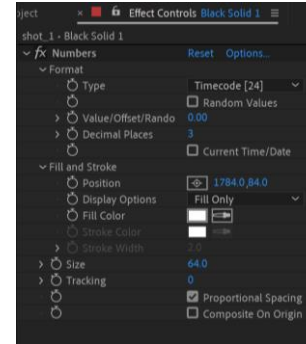 oject × Effect Controls Black Solid 1 ≡
shot_1 • Black Solid 1
fx Numbers Reset Options...
Format
Type Timecode [24]
Random Values
Value/Offset/Rando 0.00
Decimal Places 3
Current Time/Date
Fill and Stroke
Position 1784.0,84.0
Display Options Fill Only
Fill Color
Stroke Color
Stroke Width 2.0
Size 64.0
Tracking 0
Proportional Spacing
Composite On Origin